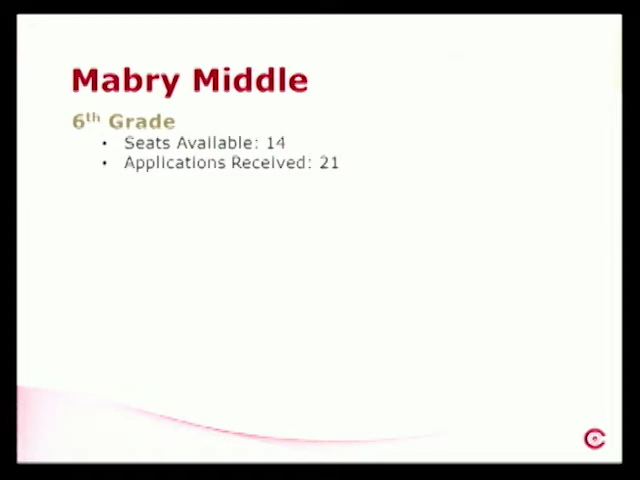 Mabry Middle
6th Grade
• Seats Available: 14
• Applications Received: 21